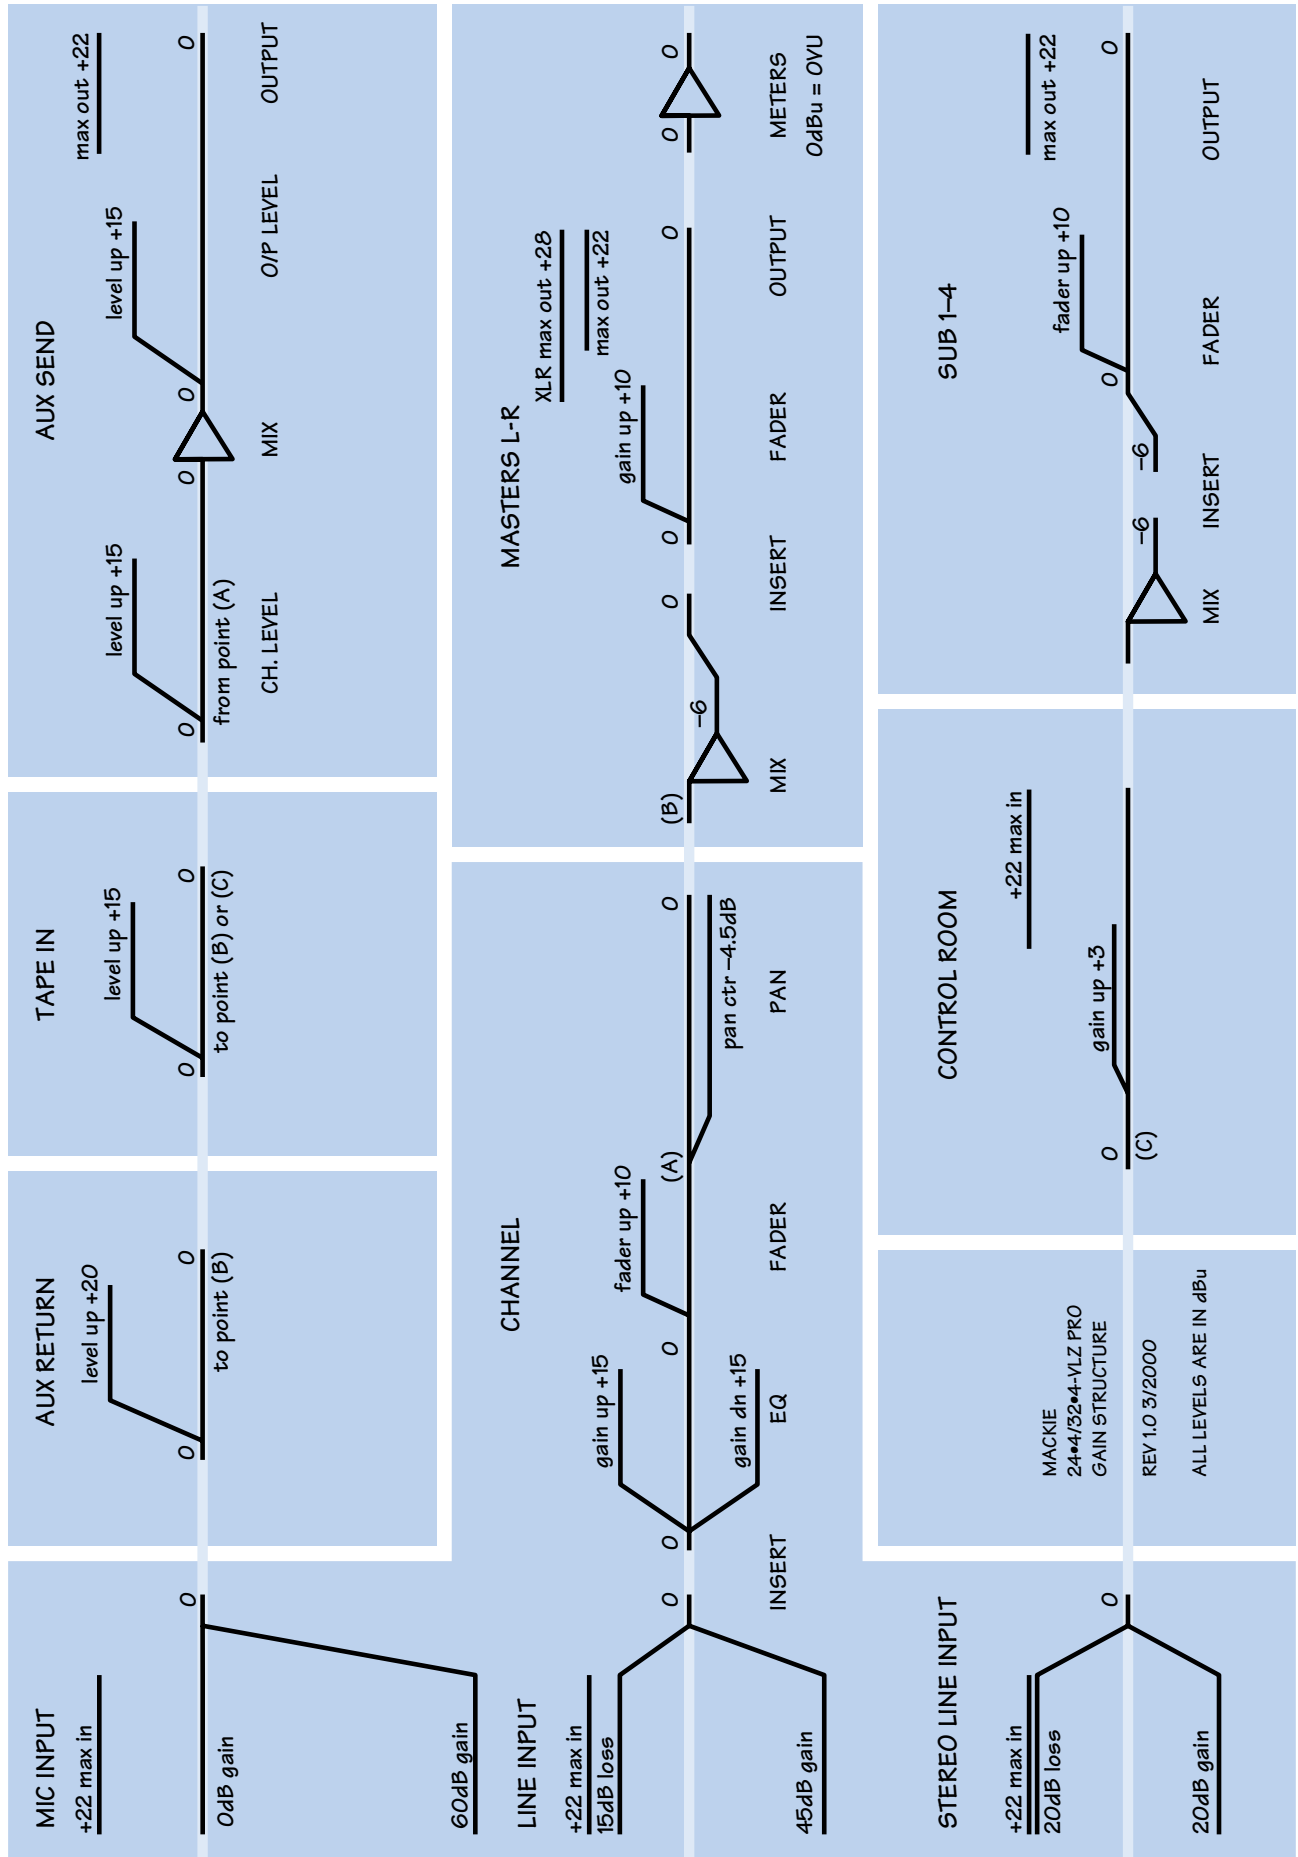 MIC INPUT
+22 max in
0dB gain
60dB gain
0
AUX RETURN
level up +20
0
0
to point (B)
TAPE IN
level up +15
0
0
to point (B) or (C)
AUX SEND
level up +15
0
from point (A)
CH. LEVEL
0
0
MIX
level up +15
O/P LEVEL
max out +22
0
OUTPUT
LINE INPUT
+22 max in
15dB loss
45dB gain
0
INSERT
CHANNEL
0
gain up +15
gain dn +15
EQ
0
fader up +10
FADER
(A)
pan ctr –4.5dB
PAN
0
MASTERS L-R
(B)
MIX
–6
0
INSERT
0
gain up +10
FADER
XLR max out +28
max out +22
0
OUTPUT
0
0
METERS
0dBu = 0VU
STEREO LINE INPUT
+22 max in
20dB loss
20dB gain
0
MACKIE
24•4/32•4-VLZ PRO
GAIN STRUCTURE
REV 1.0 3/2000
ALL LEVELS ARE IN dBu
CONTROL ROOM
+22 max in
gain up +3
0
(C)
SUB 1–4
MIX
–6
INSERT
–6
0
fader up +10
FADER
max out +22
0
OUTPUT